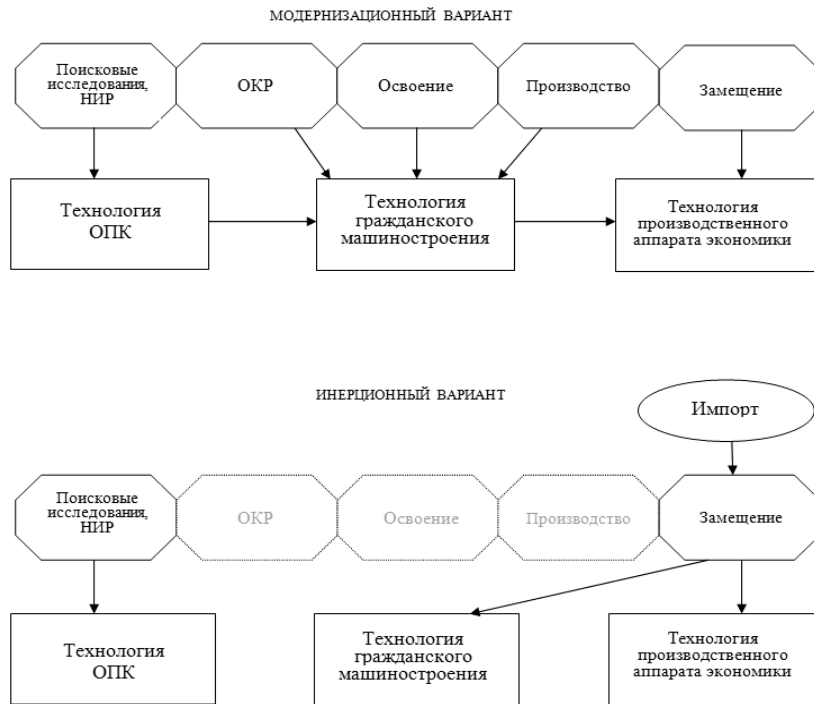 МОДЕРНИЗАЦИОННЫЙ ВАРИАНТ
Поисковые
исследования,
НИР
ОКР
Освоение
Производство
Замещение
Технология
ОПК
Технология
гражданского
машиностроения
Технология
производственного
аппарата экономики
ИНЕРЦИОННЫЙ ВАРИАНТ
Импорт
Поисковые
исследования,
НИР
ОКР
Освоение
Производство
Замещение
Технология
ОПК
Технология
гражданского
машиностроения
Технология
производственного
аппарата экономики